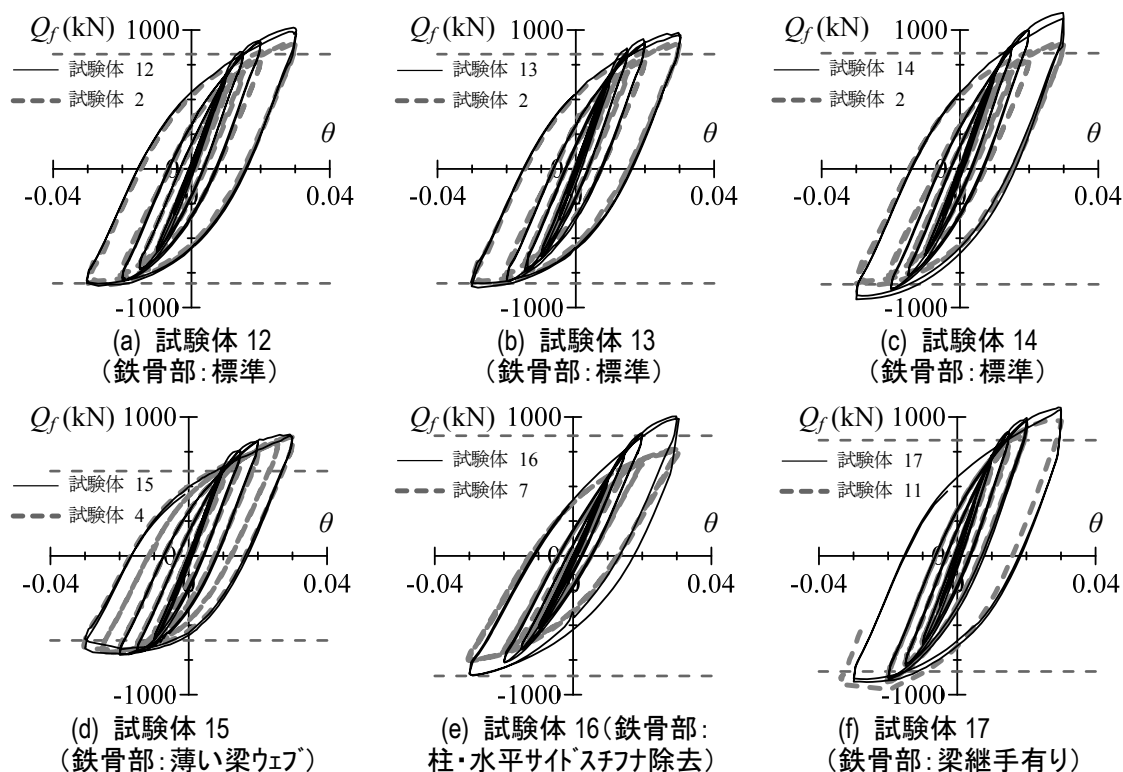 Qf (kN)
1000
試験体 12
試験体 2
θ
0
-0.04
0.04
-1000
(a) 試験体 12
(鉄骨部:標準)
Qf (kN)
1000
試験体 13
試験体 2
θ
0
-0.04
0.04
-1000
(b) 試験体 13
(鉄骨部:標準)
Qf (kN)
1000
試験体 14
試験体 2
θ
0
-0.04
0.04
-1000
(c) 試験体 14
(鉄骨部:標準)
Qf (kN)
1000
試験体 15
試験体 4
θ
0
-0.04
0.04
-1000
(d) 試験体 15
(鉄骨部:薄い梁ウェブ)
Qf (kN)
1000
試験体 16
試験体 7
θ
0
-0.04
0.04
-1000
(e) 試験体 16(鉄骨部:
柱・水平サイドスチフナ除去)
Qf (kN)
1000
試験体 17
試験体 11
θ
0
-0.04
0.04
-1000
(f) 試験体 17
(鉄骨部:梁継手有り)